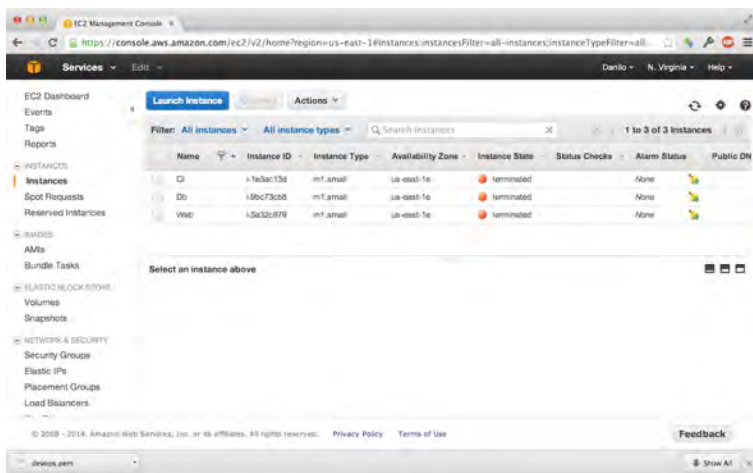 EC2 Management Console
https://console.aws.amazon.com/ec2/v2/home?region=us-east-1#instances:instancesFilter=all-instances;instanceTypeFilter=all...
Services Edit Danilo N. Virginia Help
EC2 Dashboard
Events
Tags
Reports
INSTANCES
Instances
Spot Requests
Reserved Instances
IMAGES
AMIs
Bundle Tasks
ELASTIC BLOCK STORE
Volumes
Snapshots
NETWORK & SECURITY
Security Groups
Elastic IPs
Placement Groups
Load Balancers
Launch Instance Connect Actions
Filter: All instances All instance types Search Instances 1 to 3 of 3 Instances
Name Instance ID Instance Type Availability Zone Instance State Status Checks Alarm Status Public DN
CI m1.small us-east-1e terminated None
Db m1.small us-east-1e terminated None
Web m1.small us-east-1e terminated None
Select an instance above
© 2008 - 2014, Amazon Web Services, Inc. or its affiliates. All rights reserved. Privacy Policy Terms of Use Feedback
devops.pem Show All